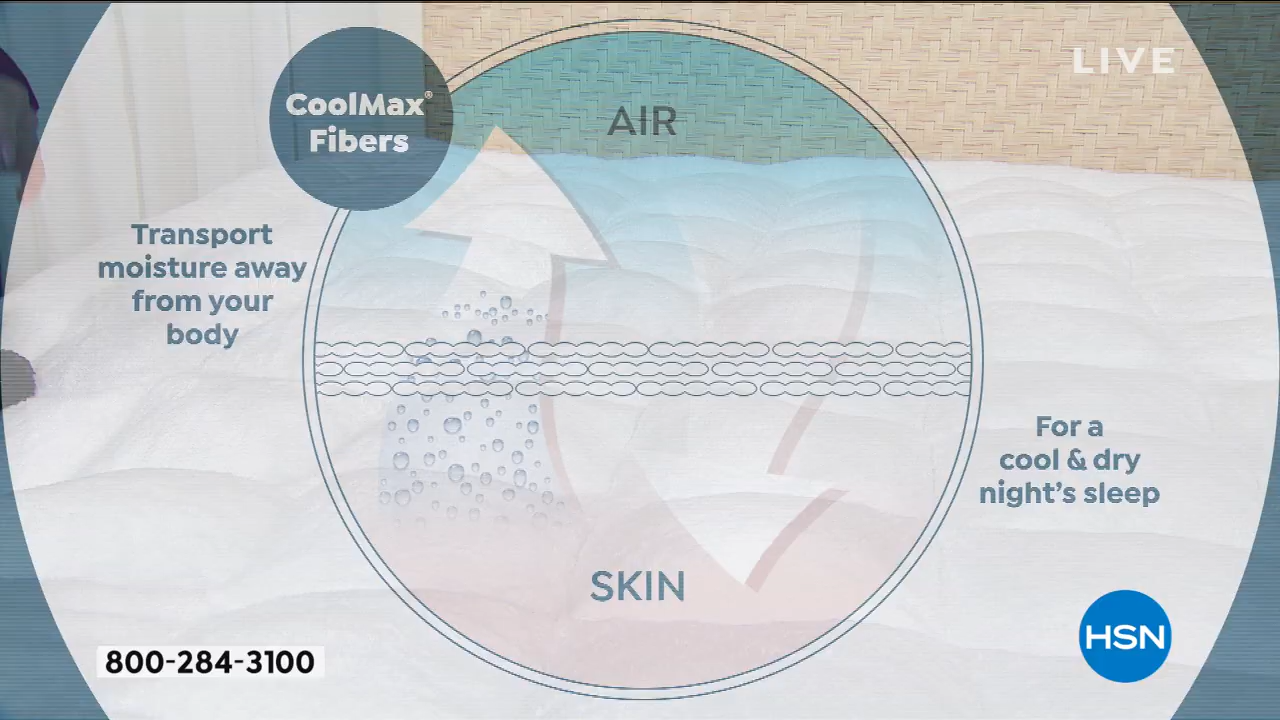 LIVE
CoolMax®
Fibers
AIR
Transport
moisture away
from your
body
For a
cool & dry
night's sleep
SKIN
HSN
800-284-3100